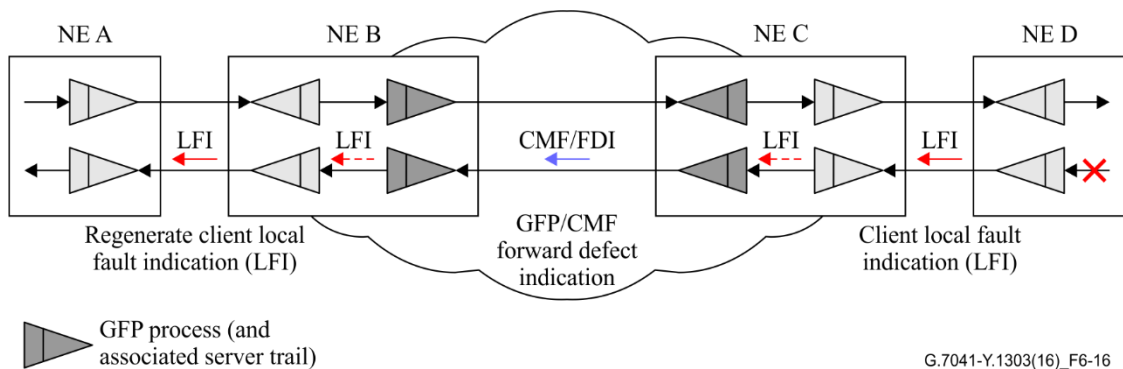 NE A
NE B
NE C
NE D
LFI
LFI
CMF/FDI
LFI
LFI
Regenerate client local
fault indication (LFI)
GFP/CMF
forward defect
indication
Client local fault
indication (LFI)
GFP process (and
associated server trail)
G.7041-Y.1303(16)_F6-16